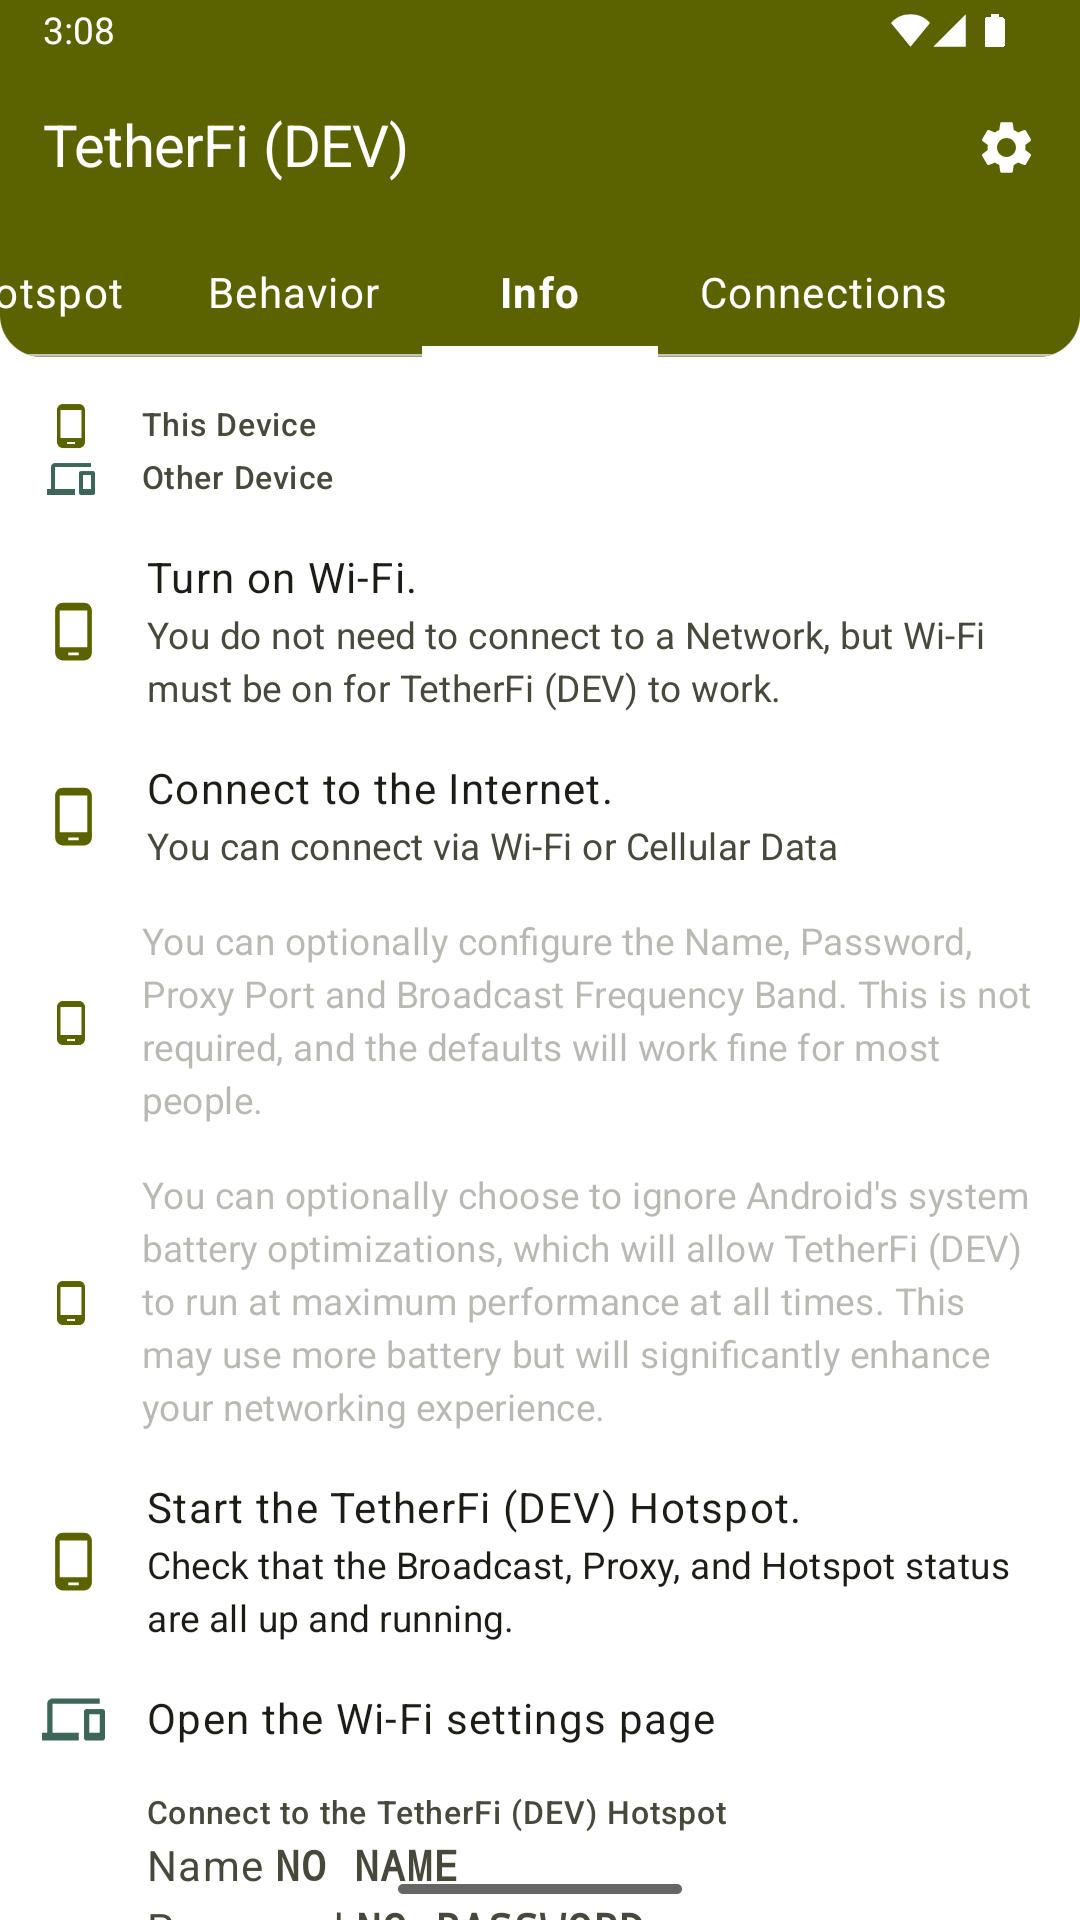 3:08
TetherFi (DEV)
otspot Behavior Info Connections
This Device
Other Device
Turn on Wi-Fi.
You do not need to connect to a Network, but Wi-Fi
must be on for TetherFi (DEV) to work.
Connect to the Internet.
You can connect via Wi-Fi or Cellular Data
You can optionally configure the Name, Password,
Proxy Port and Broadcast Frequency Band. This is not
required, and the defaults will work fine for most
people.
You can optionally choose to ignore Android's system
battery optimizations, which will allow TetherFi (DEV)
to run at maximum performance at all times. This
may use more battery but will significantly enhance
your networking experience.
Start the TetherFi (DEV) Hotspot.
Check that the Broadcast, Proxy, and Hotspot status
are all up and running.
Open the Wi-Fi settings page
Connect to the TetherFi (DEV) Hotspot
Name NO NAME
Password NO PASSWORD